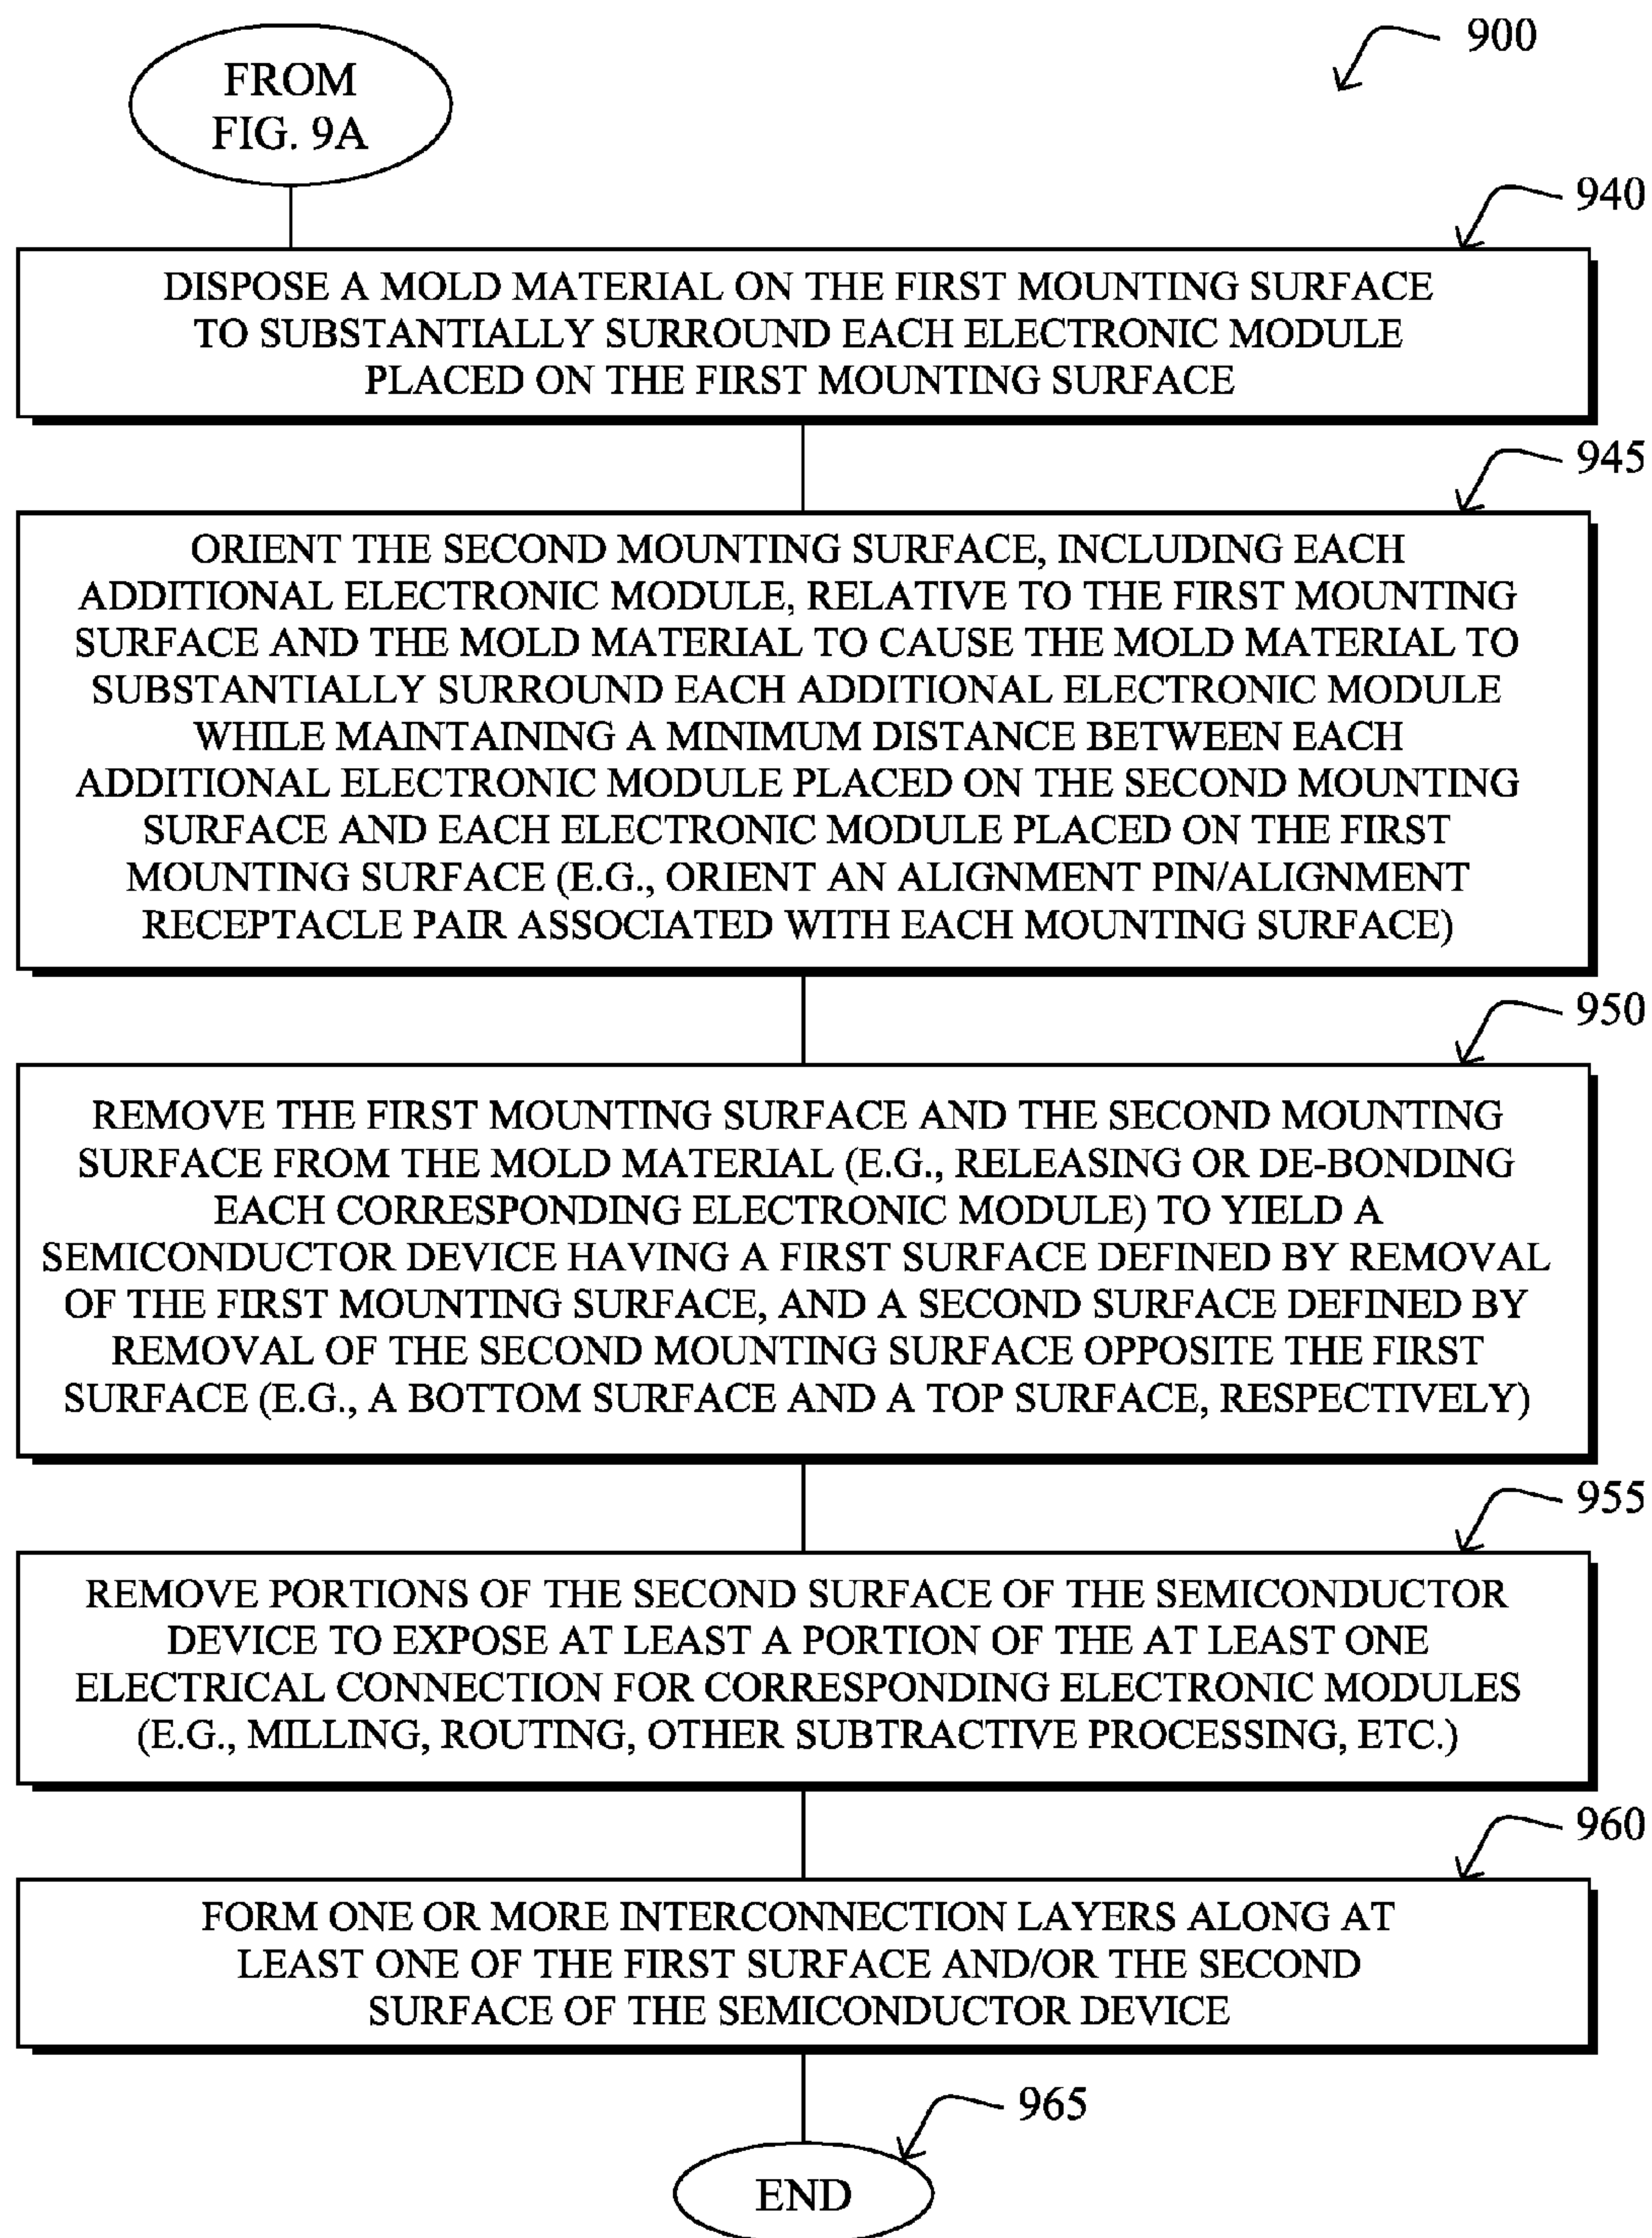 FROM
FIG. 9A
900
940
DISPOSE A MOLD MATERIAL ON THE FIRST MOUNTING SURFACE
TO SUBSTANTIALLY SURROUND EACH ELECTRONIC MODULE
PLACED ON THE FIRST MOUNTING SURFACE
945
ORIENT THE SECOND MOUNTING SURFACE, INCLUDING EACH
ADDITIONAL ELECTRONIC MODULE, RELATIVE TO THE FIRST MOUNTING
SURFACE AND THE MOLD MATERIAL TO CAUSE THE MOLD MATERIAL TO
SUBSTANTIALLY SURROUND EACH ADDITIONAL ELECTRONIC MODULE
WHILE MAINTAINING A MINIMUM DISTANCE BETWEEN EACH
ADDITIONAL ELECTRONIC MODULE PLACED ON THE SECOND MOUNTING
SURFACE AND EACH ELECTRONIC MODULE PLACED ON THE FIRST
MOUNTING SURFACE (E.G., ORIENT AN ALIGNMENT PIN/ALIGNMENT
RECEPTACLE PAIR ASSOCIATED WITH EACH MOUNTING SURFACE)
950
REMOVE THE FIRST MOUNTING SURFACE AND THE SECOND MOUNTING
SURFACE FROM THE MOLD MATERIAL (E.G., RELEASING OR DE-BONDING
EACH CORRESPONDING ELECTRONIC MODULE) TO YIELD A
SEMICONDUCTOR DEVICE HAVING A FIRST SURFACE DEFINED BY REMOVAL
OF THE FIRST MOUNTING SURFACE, AND A SECOND SURFACE DEFINED BY
REMOVAL OF THE SECOND MOUNTING SURFACE OPPOSITE THE FIRST
SURFACE (E.G., A BOTTOM SURFACE AND A TOP SURFACE, RESPECTIVELY)
955
REMOVE PORTIONS OF THE SECOND SURFACE OF THE SEMICONDUCTOR
DEVICE TO EXPOSE AT LEAST A PORTION OF THE AT LEAST ONE
ELECTRICAL CONNECTION FOR CORRESPONDING ELECTRONIC MODULES
(E.G., MILLING, ROUTING, OTHER SUBTRACTIVE PROCESSING, ETC.)
960
FORM ONE OR MORE INTERCONNECTION LAYERS ALONG AT
LEAST ONE OF THE FIRST SURFACE AND/OR THE SECOND
SURFACE OF THE SEMICONDUCTOR DEVICE
965
END